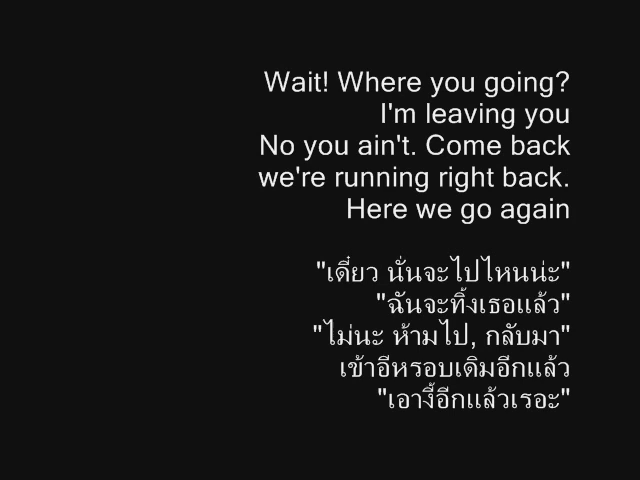 Wait! Where you going?
I'm leaving you
No you ain't. Come back
we're running right back.
Here we go again
"เดี๋ยว นั่นจะไปไหนน่ะ"
"ฉันจะทิ้งเธอแล้ว"
"ไม่นะ ห้ามไป, กลับมา"
เข้าอีหรอบเดิมอีกแล้ว
"เอางี้อีกแล้วเรอะ"